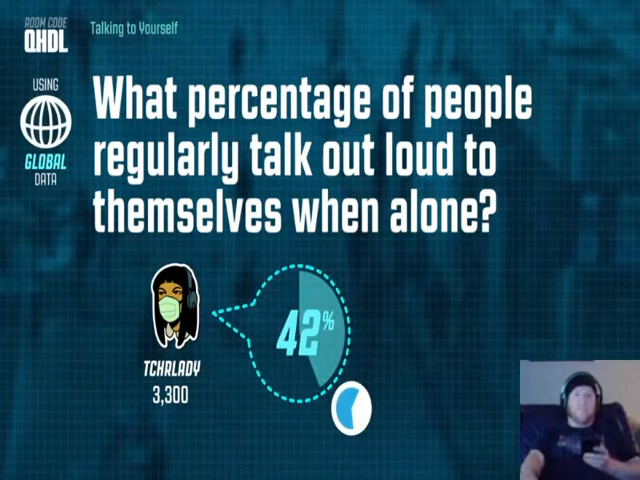 ROOM CODE
QHDL
Talking to Yourself
USING
GLOBAL
DATA
What percentage of people
regularly talk out loud to
themselves when alone?
42%
TCHRLADY
3,300